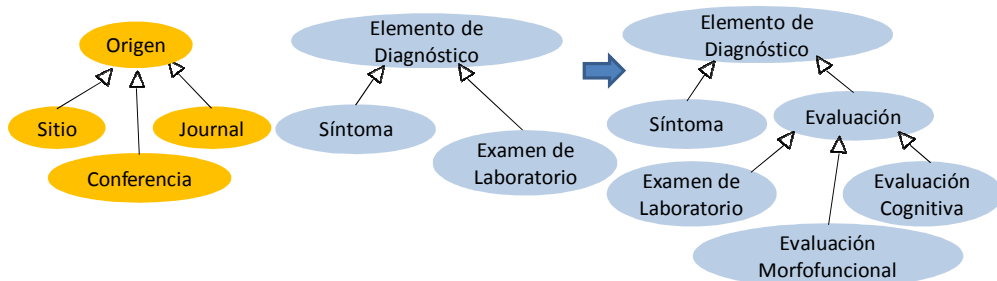 Origen
Sitio
Journal
Conferencia
Elemento de
Diagnóstico
Síntoma
Examen de
Laboratorio
Elemento de
Diagnóstico
Síntoma
Evaluación
Examen de
Laboratorio
Evaluación
Cognitiva
Evaluación
Morfofuncional